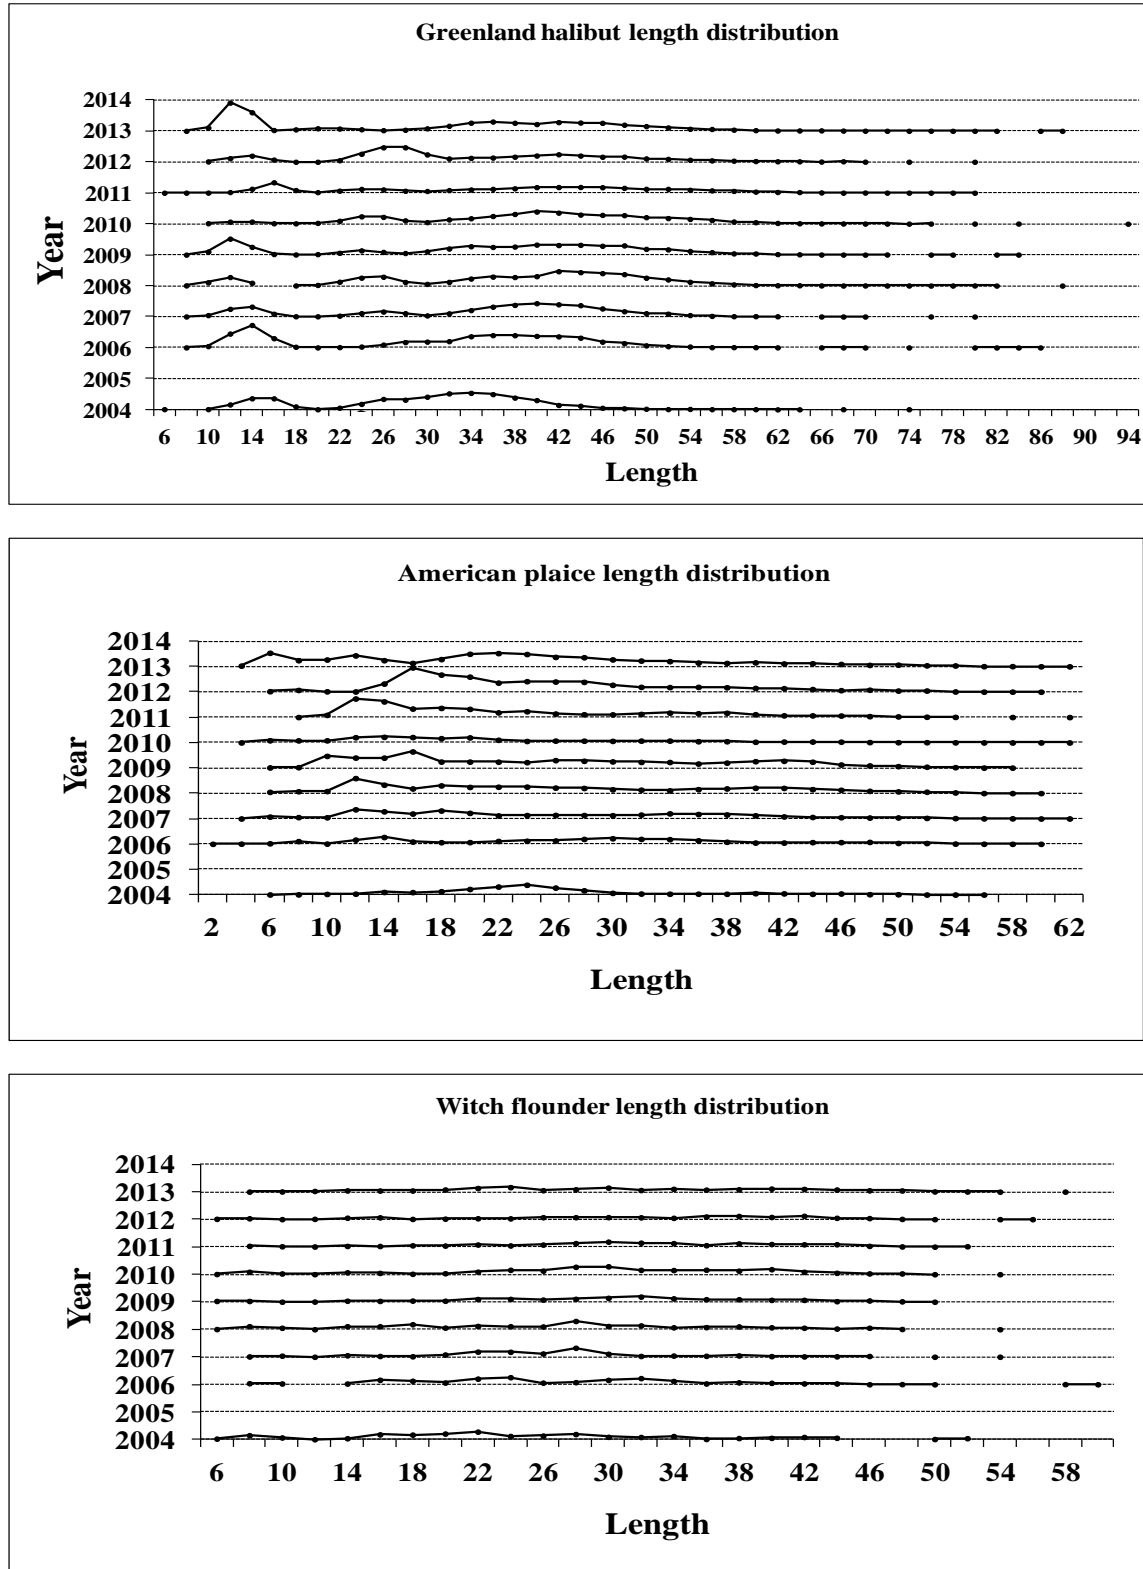 Greenland halibut length distribution
Year
2014
2013
2012
2011
2010
2009
2008
2007
2006
2005
2004
6 10 14 18 22 26 30 34 38 42 46 50 54 58 62 66 70 74 78 82 86 90 94
Length
American plaice length distribution
Year
2014
2013
2012
2011
2010
2009
2008
2007
2006
2005
2004
2 6 10 14 18 22 26 30 34 38 42 46 50 54 58 62
Length
Witch flounder length distribution
Year
2014
2013
2012
2011
2010
2009
2008
2007
2006
2005
2004
6 10 14 18 22 26 30 34 38 42 46 50 54 58
Length